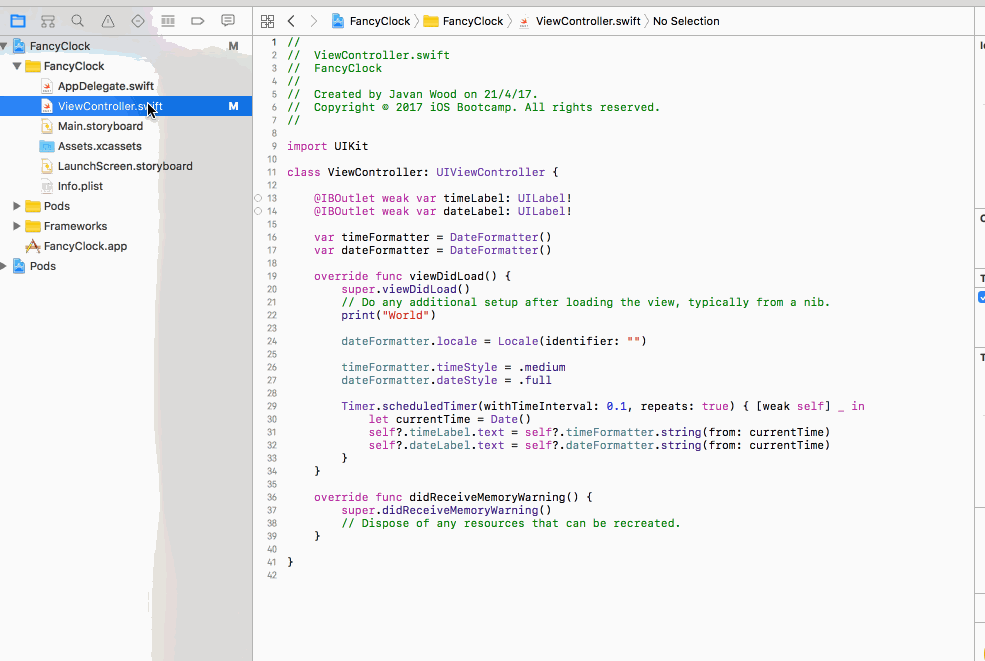 FancyClock
M
FancyClock
AppDelegate.swift
ViewController.swift
M
Main.storyboard
Assets.xcassets
LaunchScreen.storyboard
Info.plist
Pods
Frameworks
FancyClock.app
Pods
FancyClock FancyClock ViewController.swift No Selection
1 //
2 //  ViewController.swift
3 //  FancyClock
4 //
5 //  Created by Javan Wood on 21/4/17.
6 //  Copyright © 2017 iOS Bootcamp. All rights reserved.
7 //
8
9 import UIKit
10
11 class ViewController: UIViewController {
12
13     @IBOutlet weak var timeLabel: UILabel!
14     @IBOutlet weak var dateLabel: UILabel!
15
16     var timeFormatter = DateFormatter()
17     var dateFormatter = DateFormatter()
18
19     override func viewDidLoad() {
20         super.viewDidLoad()
21         // Do any additional setup after loading the view, typically from a nib.
22         print("World")
23
24         dateFormatter.locale = Locale(identifier: "")
25
26         timeFormatter.timeStyle = .medium
27         dateFormatter.dateStyle = .full
28
29         Timer.scheduledTimer(withTimeInterval: 0.1, repeats: true) { [weak self] _ in
30             let currentTime = Date()
31             self?.timeLabel.text = self?.timeFormatter.string(from: currentTime)
32             self?.dateLabel.text = self?.dateFormatter.string(from: currentTime)
33         }
34     }
35
36     override func didReceiveMemoryWarning() {
37         super.didReceiveMemoryWarning()
38         // Dispose of any resources that can be recreated.
39     }
40
41 }
42